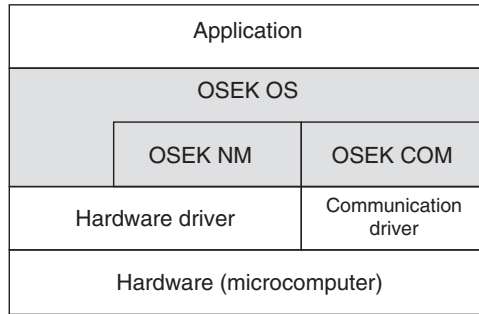 Application
OSEK OS
OSEK NM
OSEK COM
Hardware driver
Communication
driver
Hardware (microcomputer)